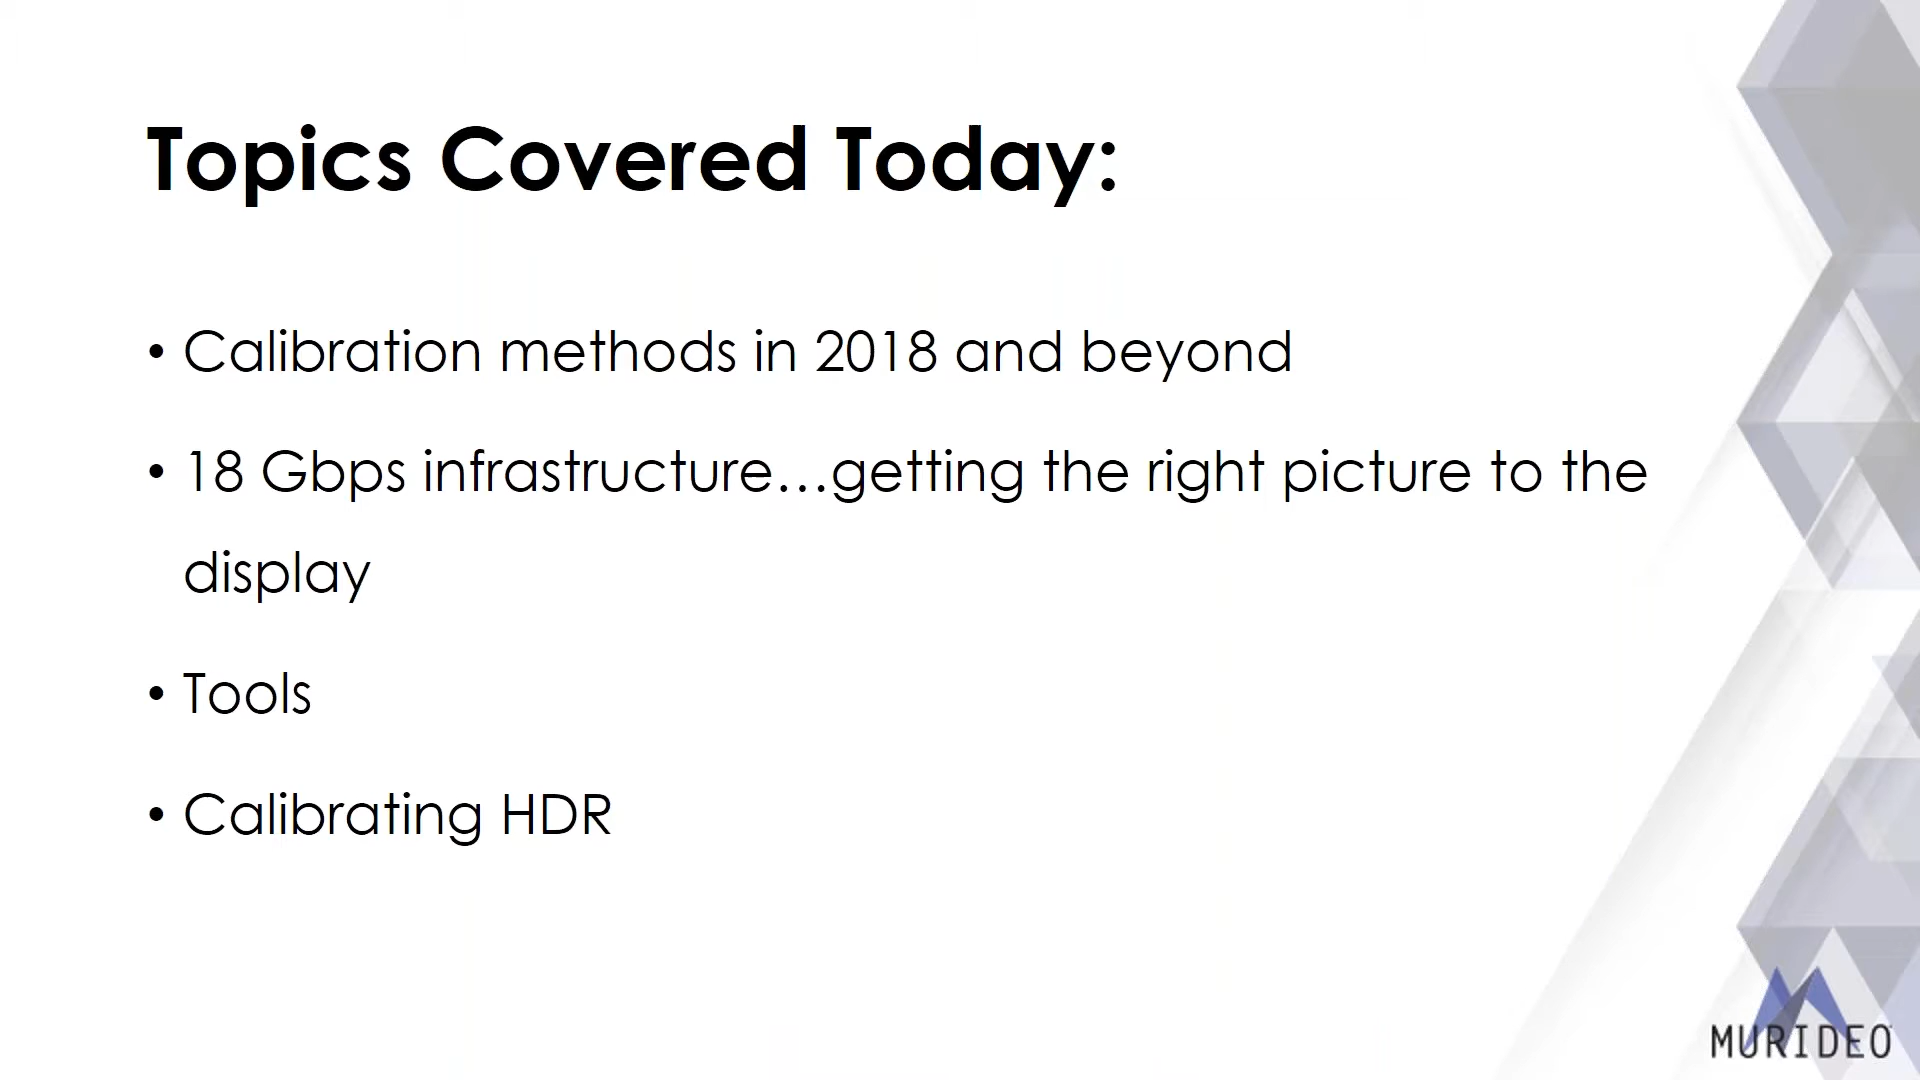 Topics Covered Today:
• Calibration methods in 2018 and beyond
• 18 Gbps infrastructure…getting the right picture to the
display
• Tools
• Calibrating HDR
MURIDEO